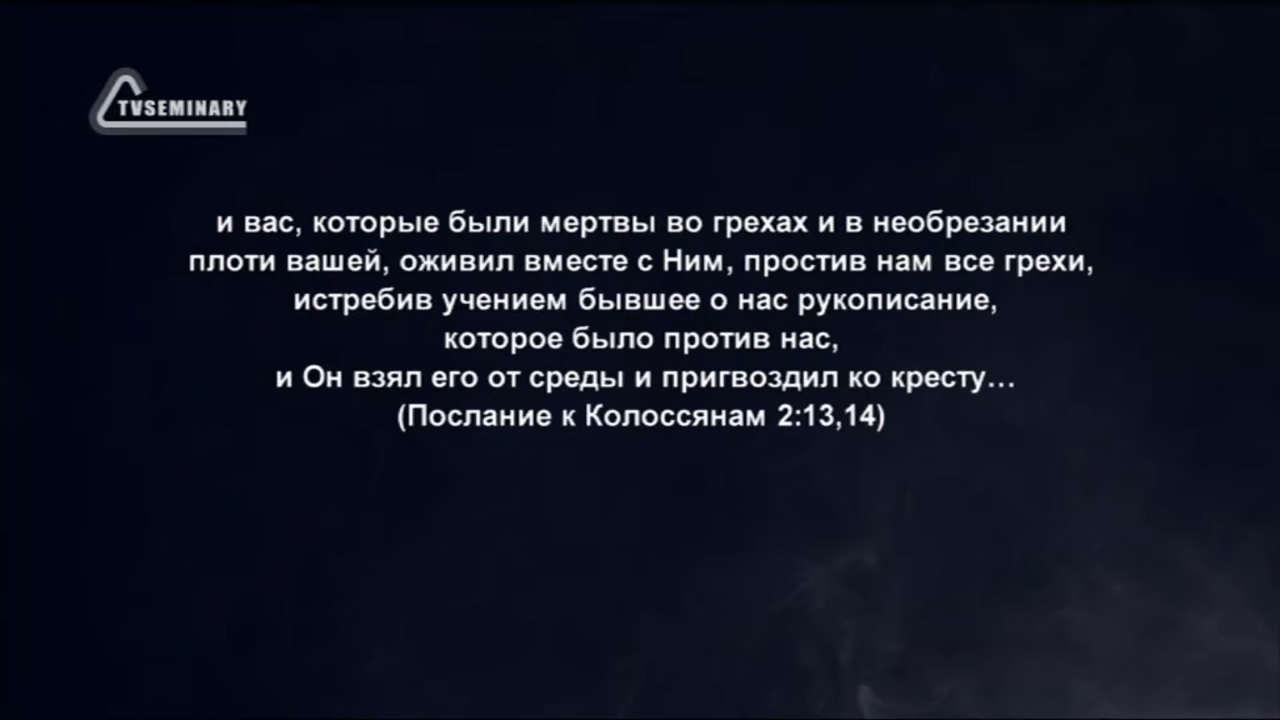 TVSEMINARY
и вас, которые были мертвы во грехах и в необрезании
плоти вашей, оживил вместе с Ним, простив нам все грехи,
истребив учением бывшее о нас рукописание,
которое было против нас,
и Он взял его от среды и пригвоздил ко кресту...
(Послание к Колоссянам 2:13,14)